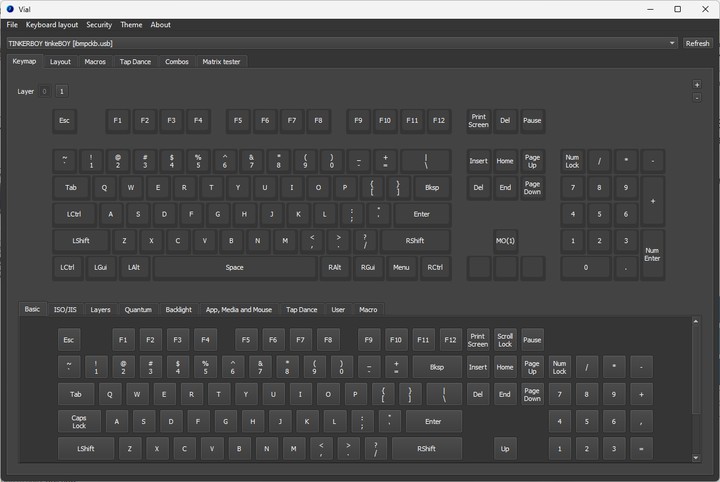 Vial
File Keyboard layout Security Theme About
TINKERBOY tinkeBOY [ibmpckb.usb] Refresh
Keymap Layout Macros Tap Dance Combos Matrix tester
Layer 0 1 +
-
Esc F1 F2 F3 F4 F5 F6 F7 F8 F9 F10 F11 F12 Print Screen Del Pause
~ ` ! 1 @ 2 # 3 $ 4 % 5 ^ 6 & 7 * 8 ( 9 ) 0 _ - + = | \ Insert Home Page Up Num Lock / * -
Tab Q W E R T Y U I O P { [ } ] Bksp Del End Page Down 7 8 9 +
LCtrl A S D F G H J K L : ; " ' Enter 4 5 6
LShift Z X C V B N M < , > . ? / RShift MO(1) 1 2 3 Num Enter
LCtrl LGui LAlt Space RAlt RGui Menu RCtrl 0 .
Basic ISO/JIS Layers Quantum Backlight App, Media and Mouse Tap Dance User Macro
Esc F1 F2 F3 F4 F5 F6 F7 F8 F9 F10 F11 F12 Print Screen Scroll Lock Pause
~ ` ! 1 @ 2 # 3 $ 4 % 5 ^ 6 & 7 * 8 ( 9 ) 0 _ - + = Bksp Insert Home Page Up Num Lock / * -
Tab Q W E R T Y U I O P { [ } ] | \ Del End Page Down 7 8 9 +
Caps Lock A S D F G H J K L : ; " ' Enter 4 5 6 ,
LShift Z X C V B N M < , > . ? / RShift Up 1 2 3 =